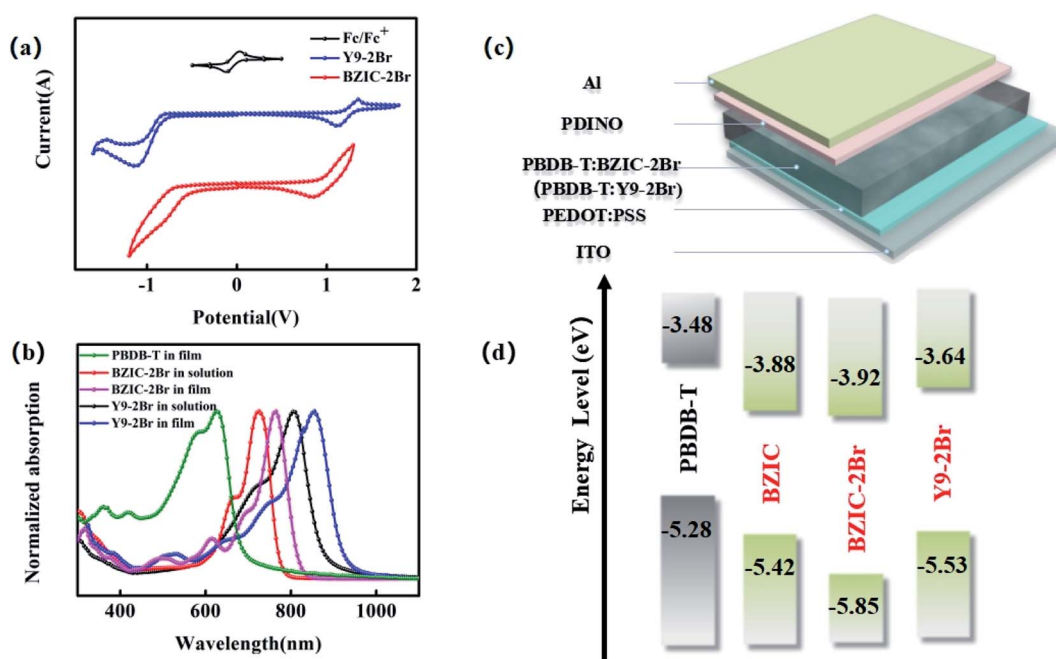 (a)
Fc/Fc+
Y9-2Br
BZIC-2Br
Current(A)
-1
0
1
2
Potential(V)
(b)
PBDB-T in film
BZIC-2Br in solution
BZIC-2Br in film
Y9-2Br in solution
Y9-2Br in film
Normalized absorption
400
600
800
1000
Wavelength(nm)
(c)
Al
PDINO
PBDB-T:BZIC-2Br
(PBDB-T:Y9-2Br)
PEDOT:PSS
ITO
(d)
Energy Level (eV)
-3.48
PBDB-T
-5.28
-3.88
BZIC
-5.42
-3.92
BZIC-2Br
-5.85
-3.64
Y9-2Br
-5.53